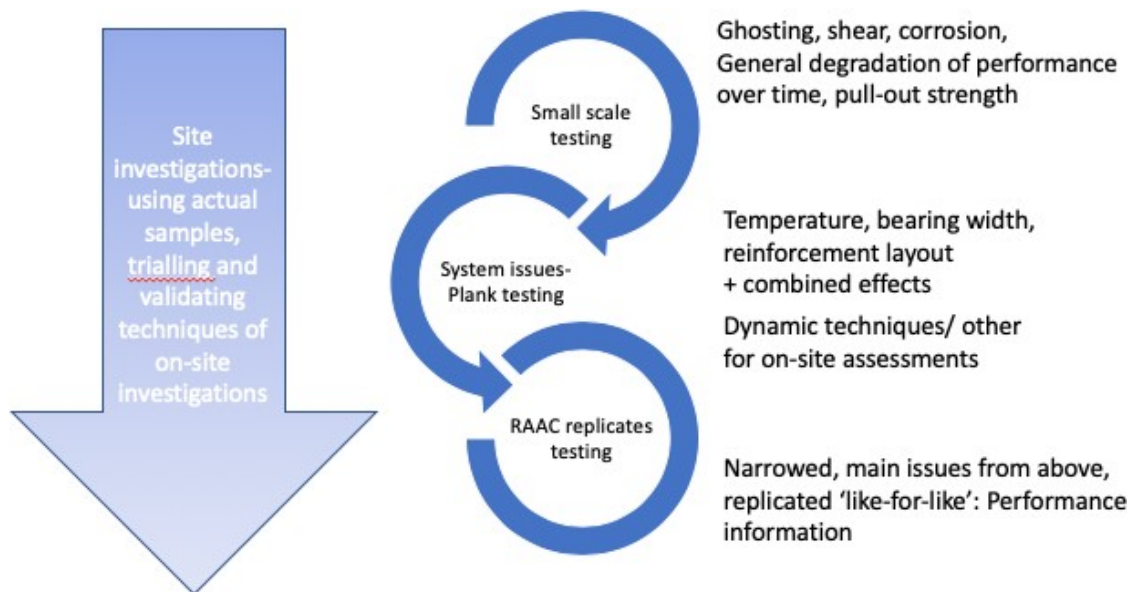 Site
investigations-
using actual
samples,
trialling and
validating
techniques of
on-site
investigations
Small scale
testing
Ghosting, shear, corrosion,
General degradation of performance
over time, pull-out strength
System issues-
Plank testing
Temperature, bearing width,
reinforcement layout
+ combined effects
Dynamic techniques/ other
for on-site assessments
RAAC replicates
testing
Narrowed, main issues from above,
replicated ‘like-for-like’: Performance
information